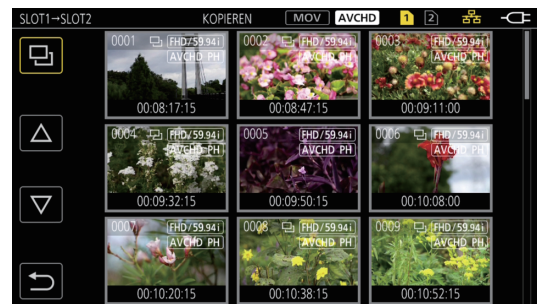 SLOT1→SLOT2 KOPIEREN MOV AVCHD 1 2
0001 FHD/59.94i
AVCHD PH
00:08:17:15
0002 FHD/59.94i
AVCHD PH
00:08:47:15
0003 FHD/59.94i
AVCHD PH
00:09:11:00
0004 FHD/59.94i
AVCHD PH
00:09:32:15
0005 FHD/59.94i
AVCHD PH
00:09:50:15
0006 FHD/59.94i
AVCHD PH
00:10:08:00
0007 FHD/59.94i
AVCHD PH
00:10:20:15
0008 FHD/59.94i
AVCHD PH
00:10:38:15
0009 FHD/59.94i
AVCHD PH
00:10:52:15